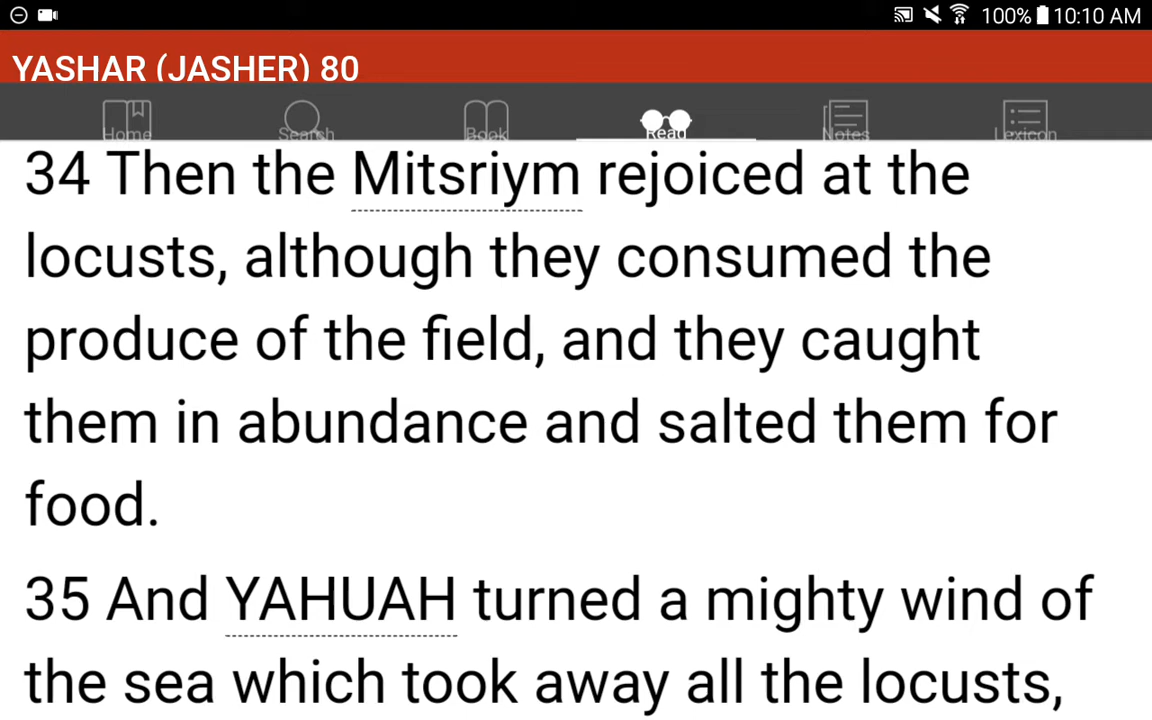 100% 10:10 AM
YASHAR (JASHER) 80
Home Search Book Read Notes Lexicon
34 Then the Mitsriym rejoiced at the
locusts, although they consumed the
produce of the field, and they caught
them in abundance and salted them for
food.
35 And YAHUAH turned a mighty wind of
the sea which took away all the locusts,